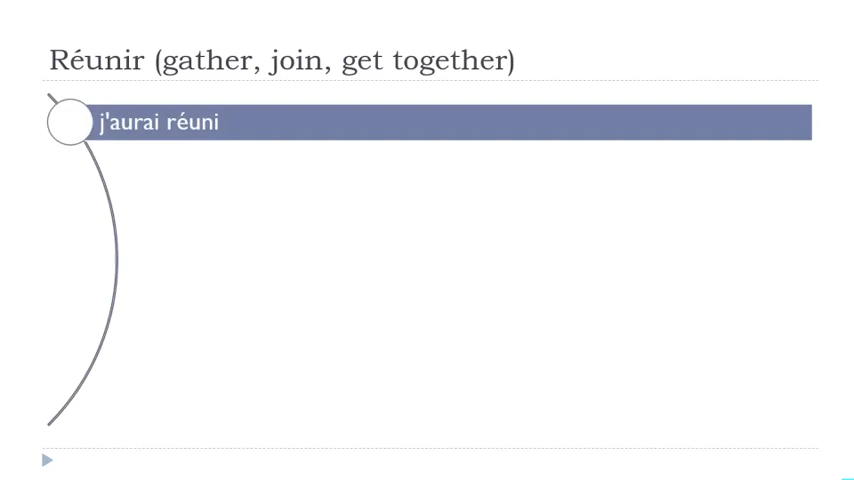 Réunir (gather, join, get together)
j'aurai réuni